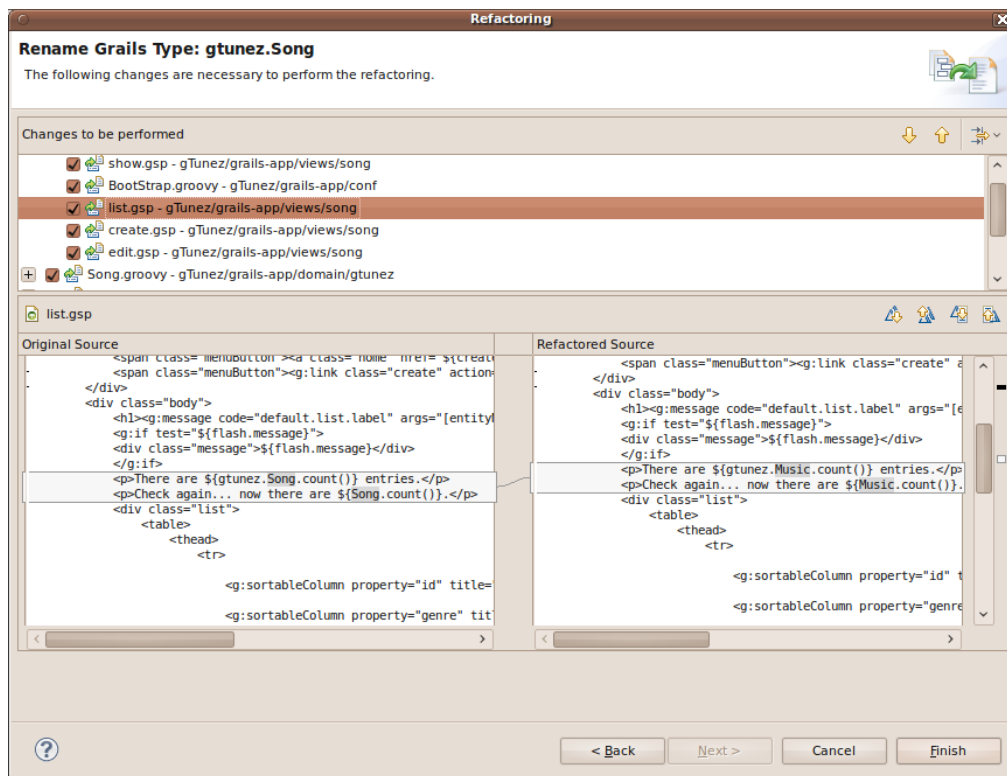 Refactoring
Rename Grails Type: gtunez.Song
The following changes are necessary to perform the refactoring.
Changes to be performed
show.gsp - gTunez/grails-app/views/song
BootStrap.groovy - gTunez/grails-app/conf
list.gsp - gTunez/grails-app/views/song
create.gsp - gTunez/grails-app/views/song
edit.gsp - gTunez/grails-app/views/song
Song.groovy - gTunez/grails-app/domain/gtunez
list.gsp
Original Source
<span class="menuButton"><a class="home" href="${creat
<span class="menuButton"><g:link class="create" action=
</div>
<div class="body">
<h1><g:message code="default.list.label" args="[entity
<g:if test="${flash.message}">
<div class="message">${flash.message}</div>
</g:if>
<p>There are ${gtunez.Song.count()} entries.</p>
<p>Check again... now there are ${Song.count()}.</p>
<div class="list">
<table>
<thead>
<tr>
<g:sortableColumn property="id" title=
<g:sortableColumn property="genre" tit
Refactored Source
<span class="menuButton"><g:link class="create" a
</div>
<div class="body">
<h1><g:message code="default.list.label" args="[e
<g:if test="${flash.message}">
<div class="message">${flash.message}</div>
</g:if>
<p>There are ${gtunez.Music.count()} entries.</p>
<p>Check again... now there are ${Music.count()}.
<div class="list">
<table>
<thead>
<tr>
<g:sortableColumn property="id" t
<g:sortableColumn property="genre
< Back
Next >
Cancel
Finish